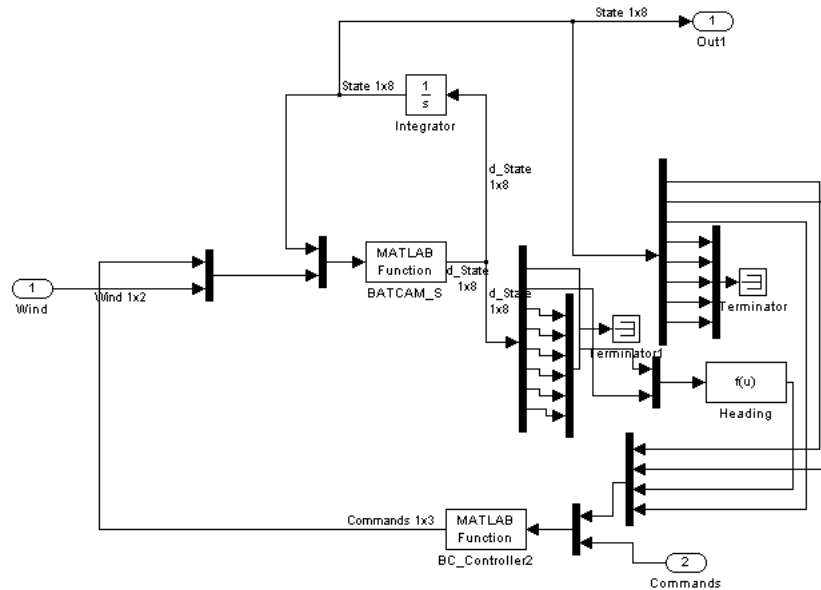 State 1x8
1
Out1
State 1x8
1
s
Integrator
d_State
1x8
MATLAB
Function
BATCAM_S
d_State
1x8
d_State
1x8
1
Wind
Wind 1x2
Terminator
Terminator1
f(u)
Heading
Commands 1x3
MATLAB
Function
BC_Controller2
2
Commands